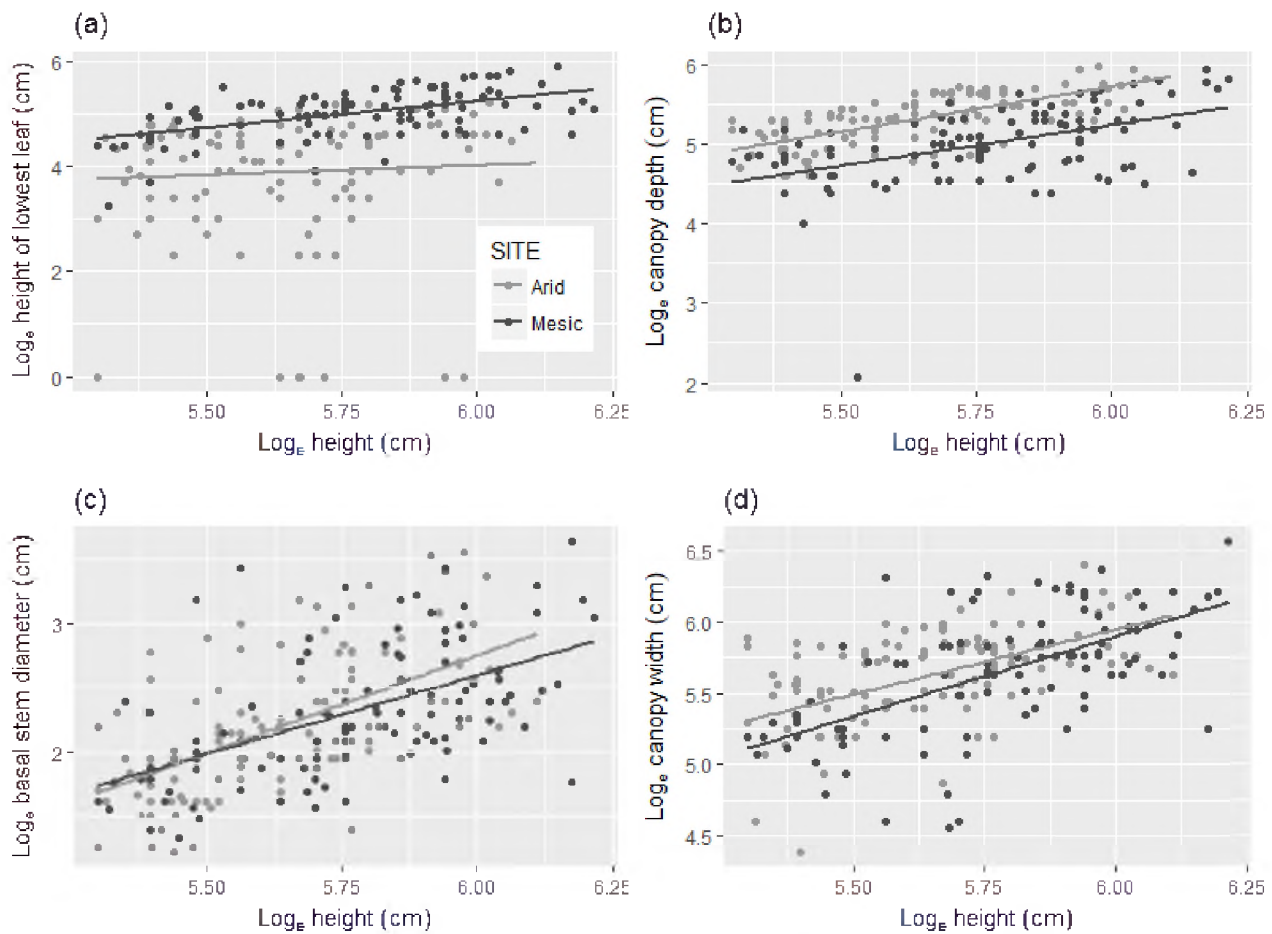 (a)
6
4
2
0
Logₑ height of lowest leaf (cm)
SITE
Arid
Mesic
5.50 5.75 6.00 6.25
Logₑ height (cm)
(b)
6
5
4
3
2
Logₑ canopy depth (cm)
5.50 5.75 6.00 6.25
Logₑ height (cm)
(c)
3
2
Logₑ basal stem diameter (cm)
5.50 5.75 6.00 6.25
Logₑ height (cm)
(d)
6.5
6.0
5.5
5.0
4.5
Logₑ canopy width (cm)
5.50 5.75 6.00 6.25
Logₑ height (cm)